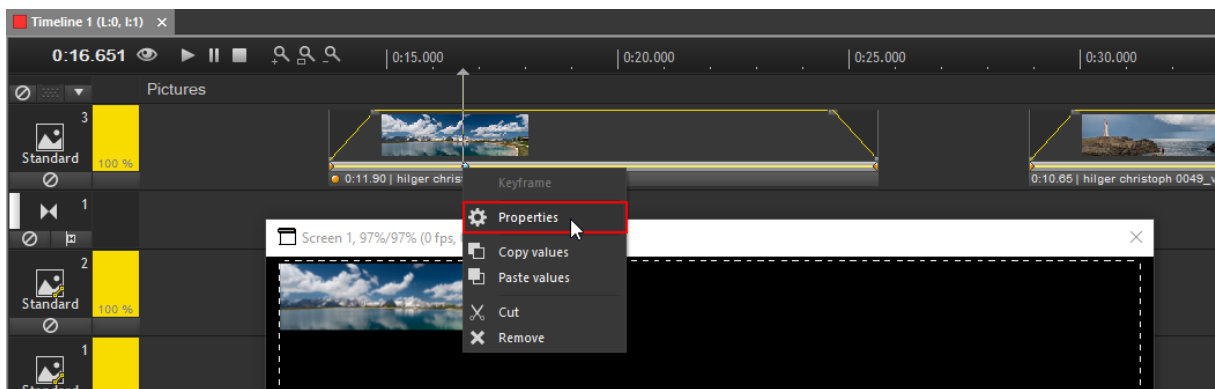 Timeline 1 (L:0, I:1)
0:16.651
0:15.000
0:20.000
0:25.000
0:30.000
Pictures
3
Standard
100 %
0:11.90 | hilger chris
0:10.65 | hilger christoph 0049_
Keyframe
Properties
Copy values
Paste values
Cut
Remove
1
Screen 1, 97%/97% (0 fps,
2
Standard
100 %
1